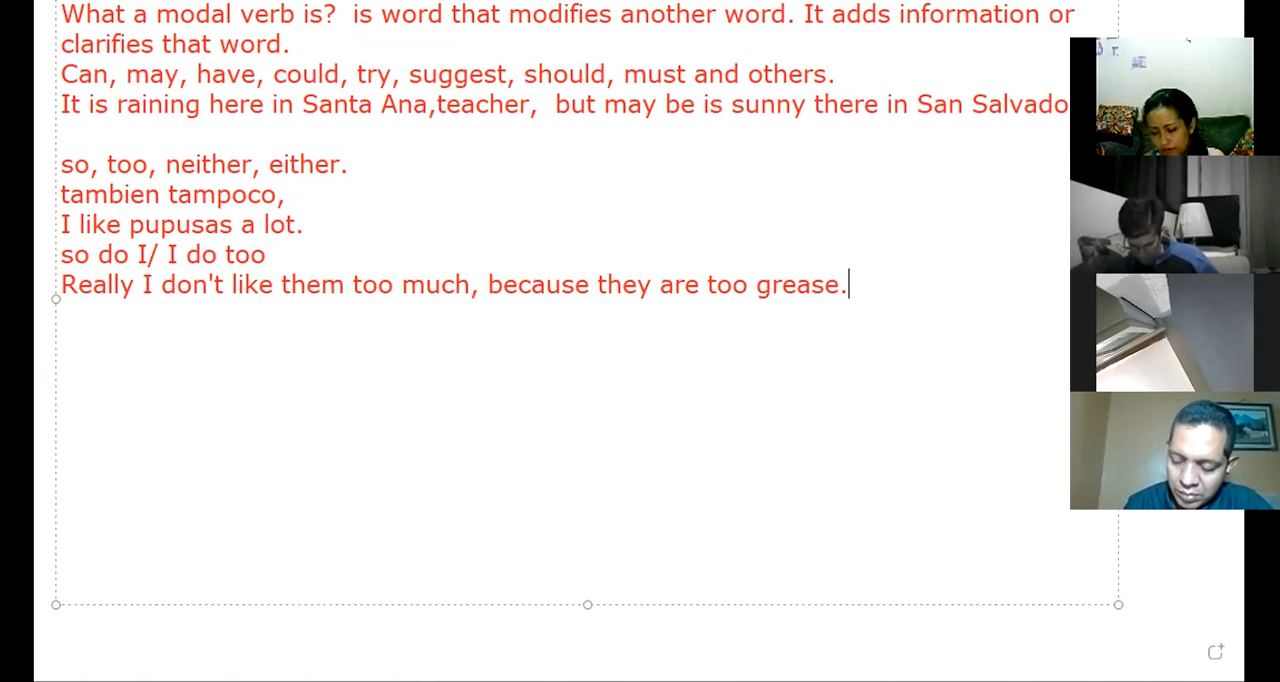 What a modal verb is?  is word that modifies another word. It adds information or
clarifies that word.
Can, may, have, could, try, suggest, should, must and others.
It is raining here in Santa Ana,teacher,  but may be is sunny there in San Salvado
so, too, neither, either.
tambien tampoco,
I like pupusas a lot.
so do I/ I do too
Really I don't like them too much, because they are too grease.